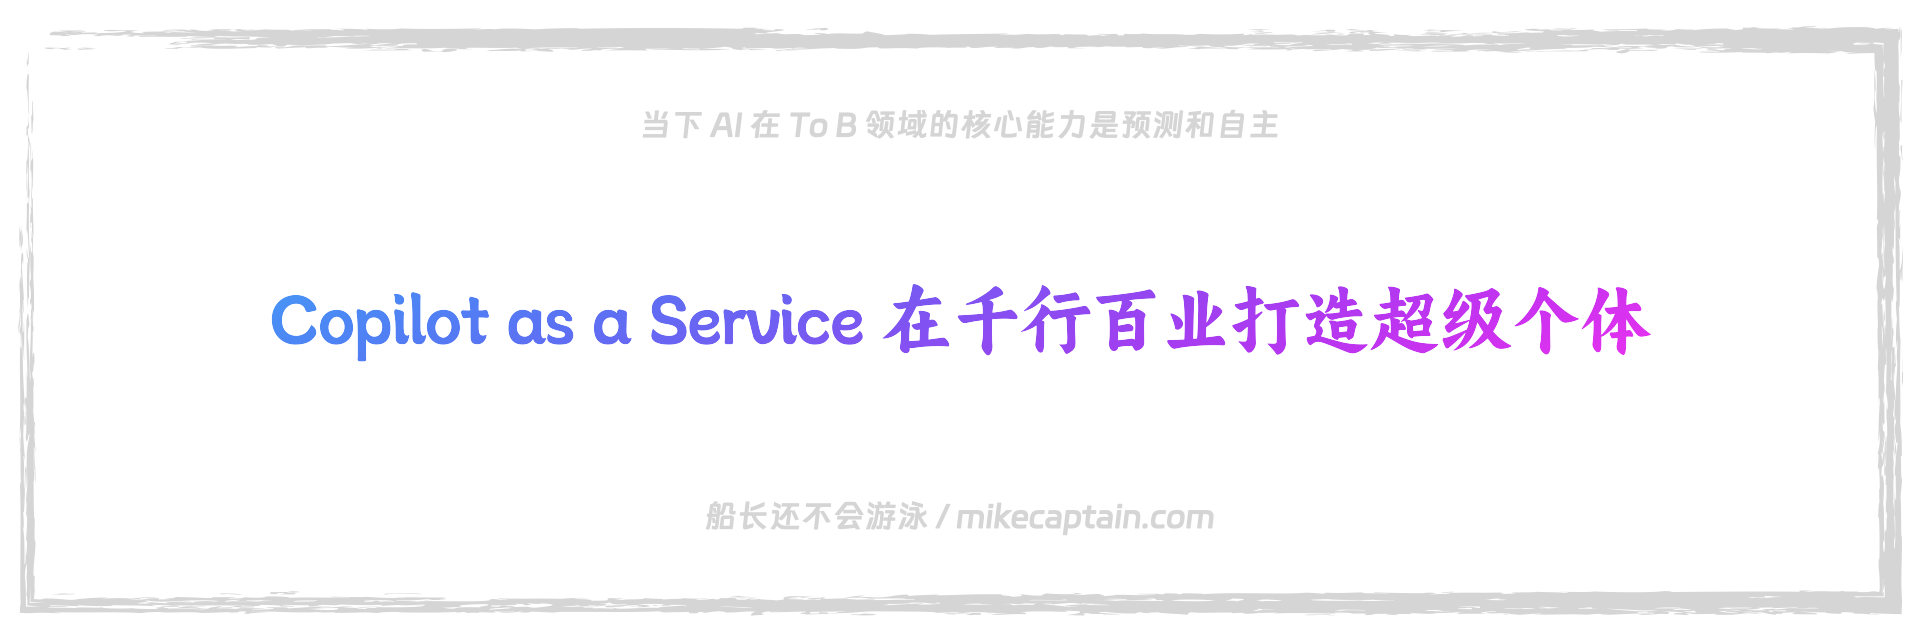 当下 AI 在 To B 领域的核心能力是预测和自主
Copilot as a Service 在千行百业打造超级个体
船长还不会游泳 / mikecaptain.com